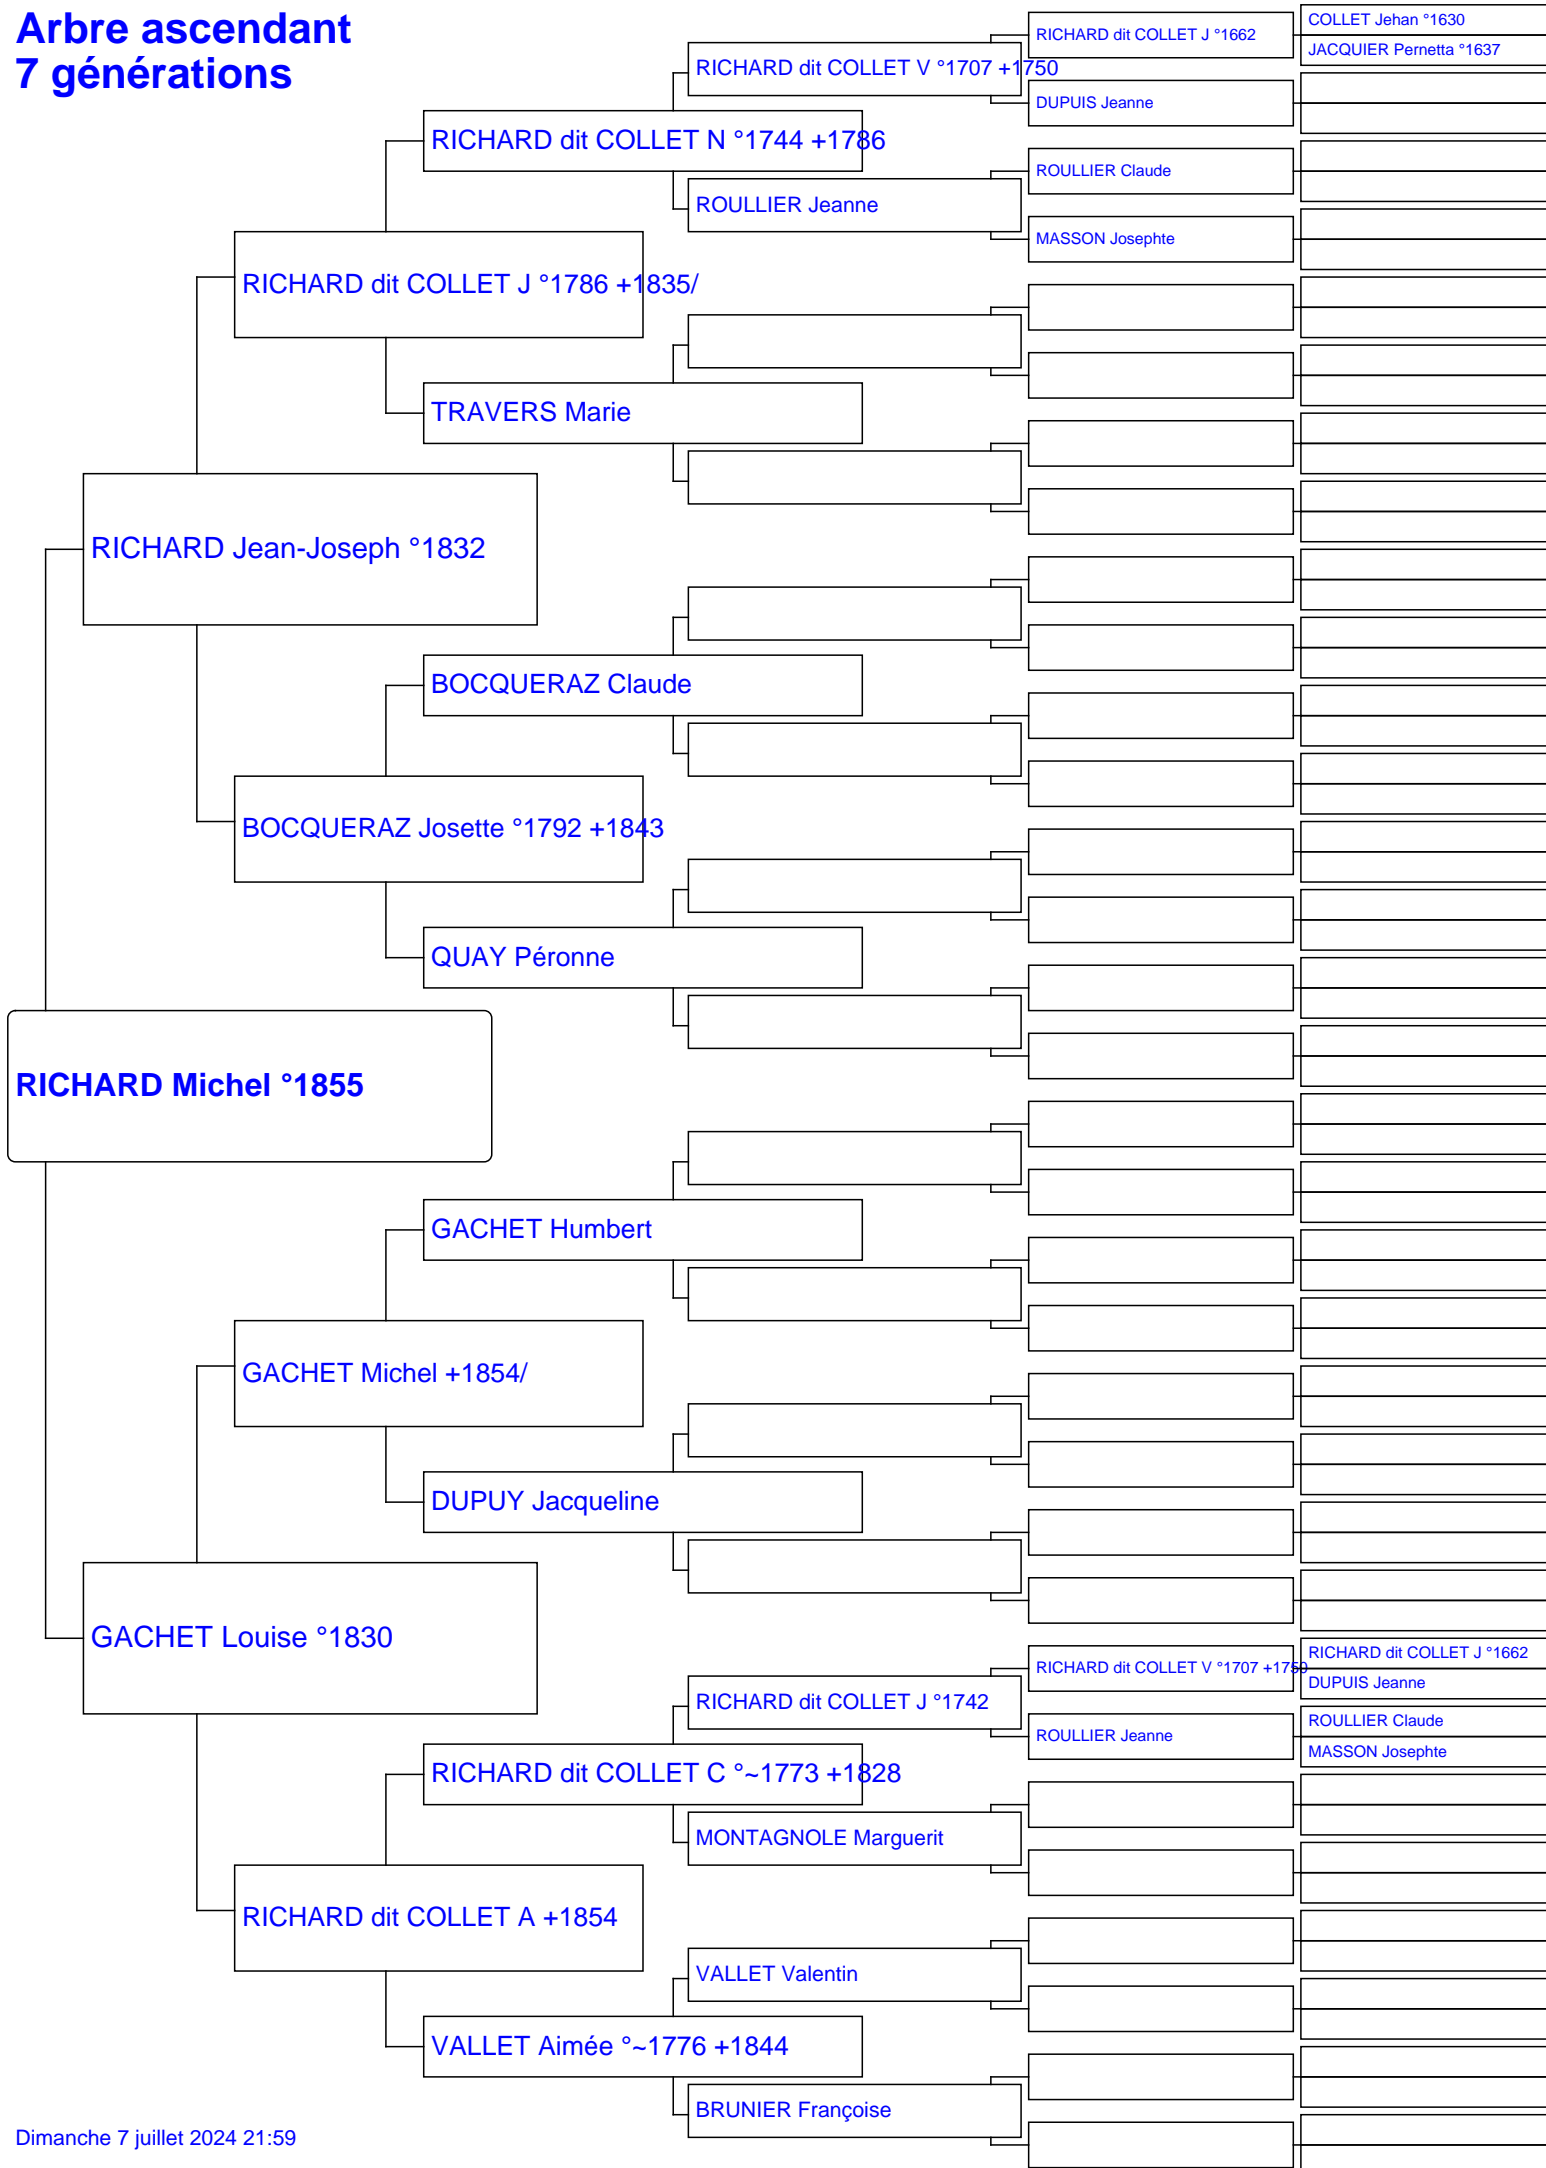 Arbre ascendant
7 générations
COLLET Jehan °1630
RICHARD dit COLLET J °1662
JACQUIER Pernetta °1637
RICHARD dit COLLET V °1707 +1750
DUPUIS Jeanne
RICHARD dit COLLET N °1744 +1786
ROULLIER Claude
ROULLIER Jeanne
MASSON Josephte
RICHARD dit COLLET J °1786 +1835/
TRAVERS Marie
RICHARD Jean-Joseph °1832
BOCQUERAZ Claude
BOCQUERAZ Josette °1792 +1843
QUAY Péronne
RICHARD Michel °1855
GACHET Humbert
GACHET Michel +1854/
DUPUY Jacqueline
GACHET Louise °1830
RICHARD dit COLLET J °1662
RICHARD dit COLLET V °1707 +1750
DUPUIS Jeanne
RICHARD dit COLLET J °1742
ROULLIER Claude
ROULLIER Jeanne
MASSON Josephte
RICHARD dit COLLET C °~1773 +1828
MONTAGNOLE Marguerit
RICHARD dit COLLET A +1854
VALLET Valentin
VALLET Aimée °~1776 +1844
BRUNIER Françoise
Dimanche 7 juillet 2024 21:59